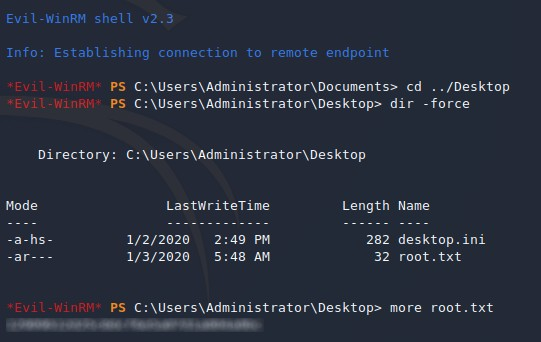 Evil-WinRM shell v2.3
Info: Establishing connection to remote endpoint
*Evil-WinRM* PS C:\Users\Administrator\Documents> cd ../Desktop
*Evil-WinRM* PS C:\Users\Administrator\Desktop> dir -force
Directory: C:\Users\Administrator\Desktop
Mode LastWriteTime Length Name
---- ------------- ------ ----
-a-hs- 1/2/2020 2:49 PM 282 desktop.ini
-ar--- 1/3/2020 5:48 AM 32 root.txt
*Evil-WinRM* PS C:\Users\Administrator\Desktop> more root.txt